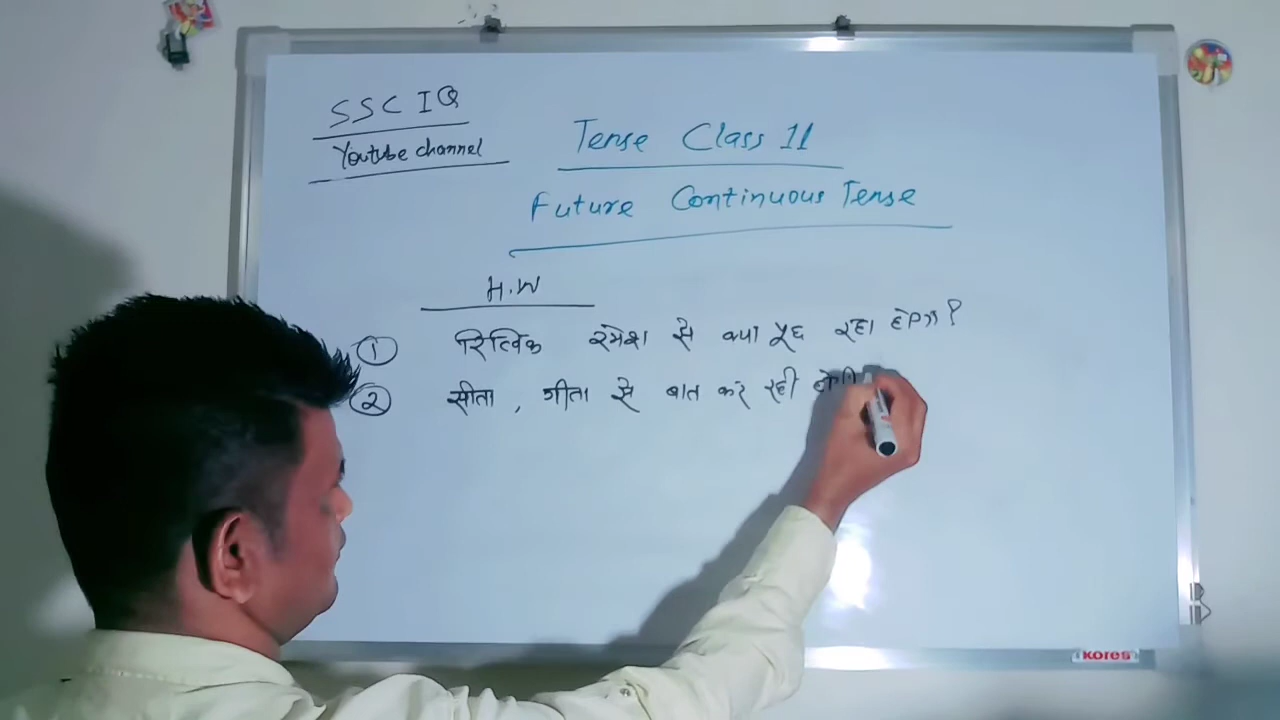 SSC IQ
Youtube channel
Tense Class 11
Future Continuous Tense
H.W
① रित्विक रमेश से क्या पूछ रहा होगा?
② सीता, गीता से बात कर रही होगी
KORES